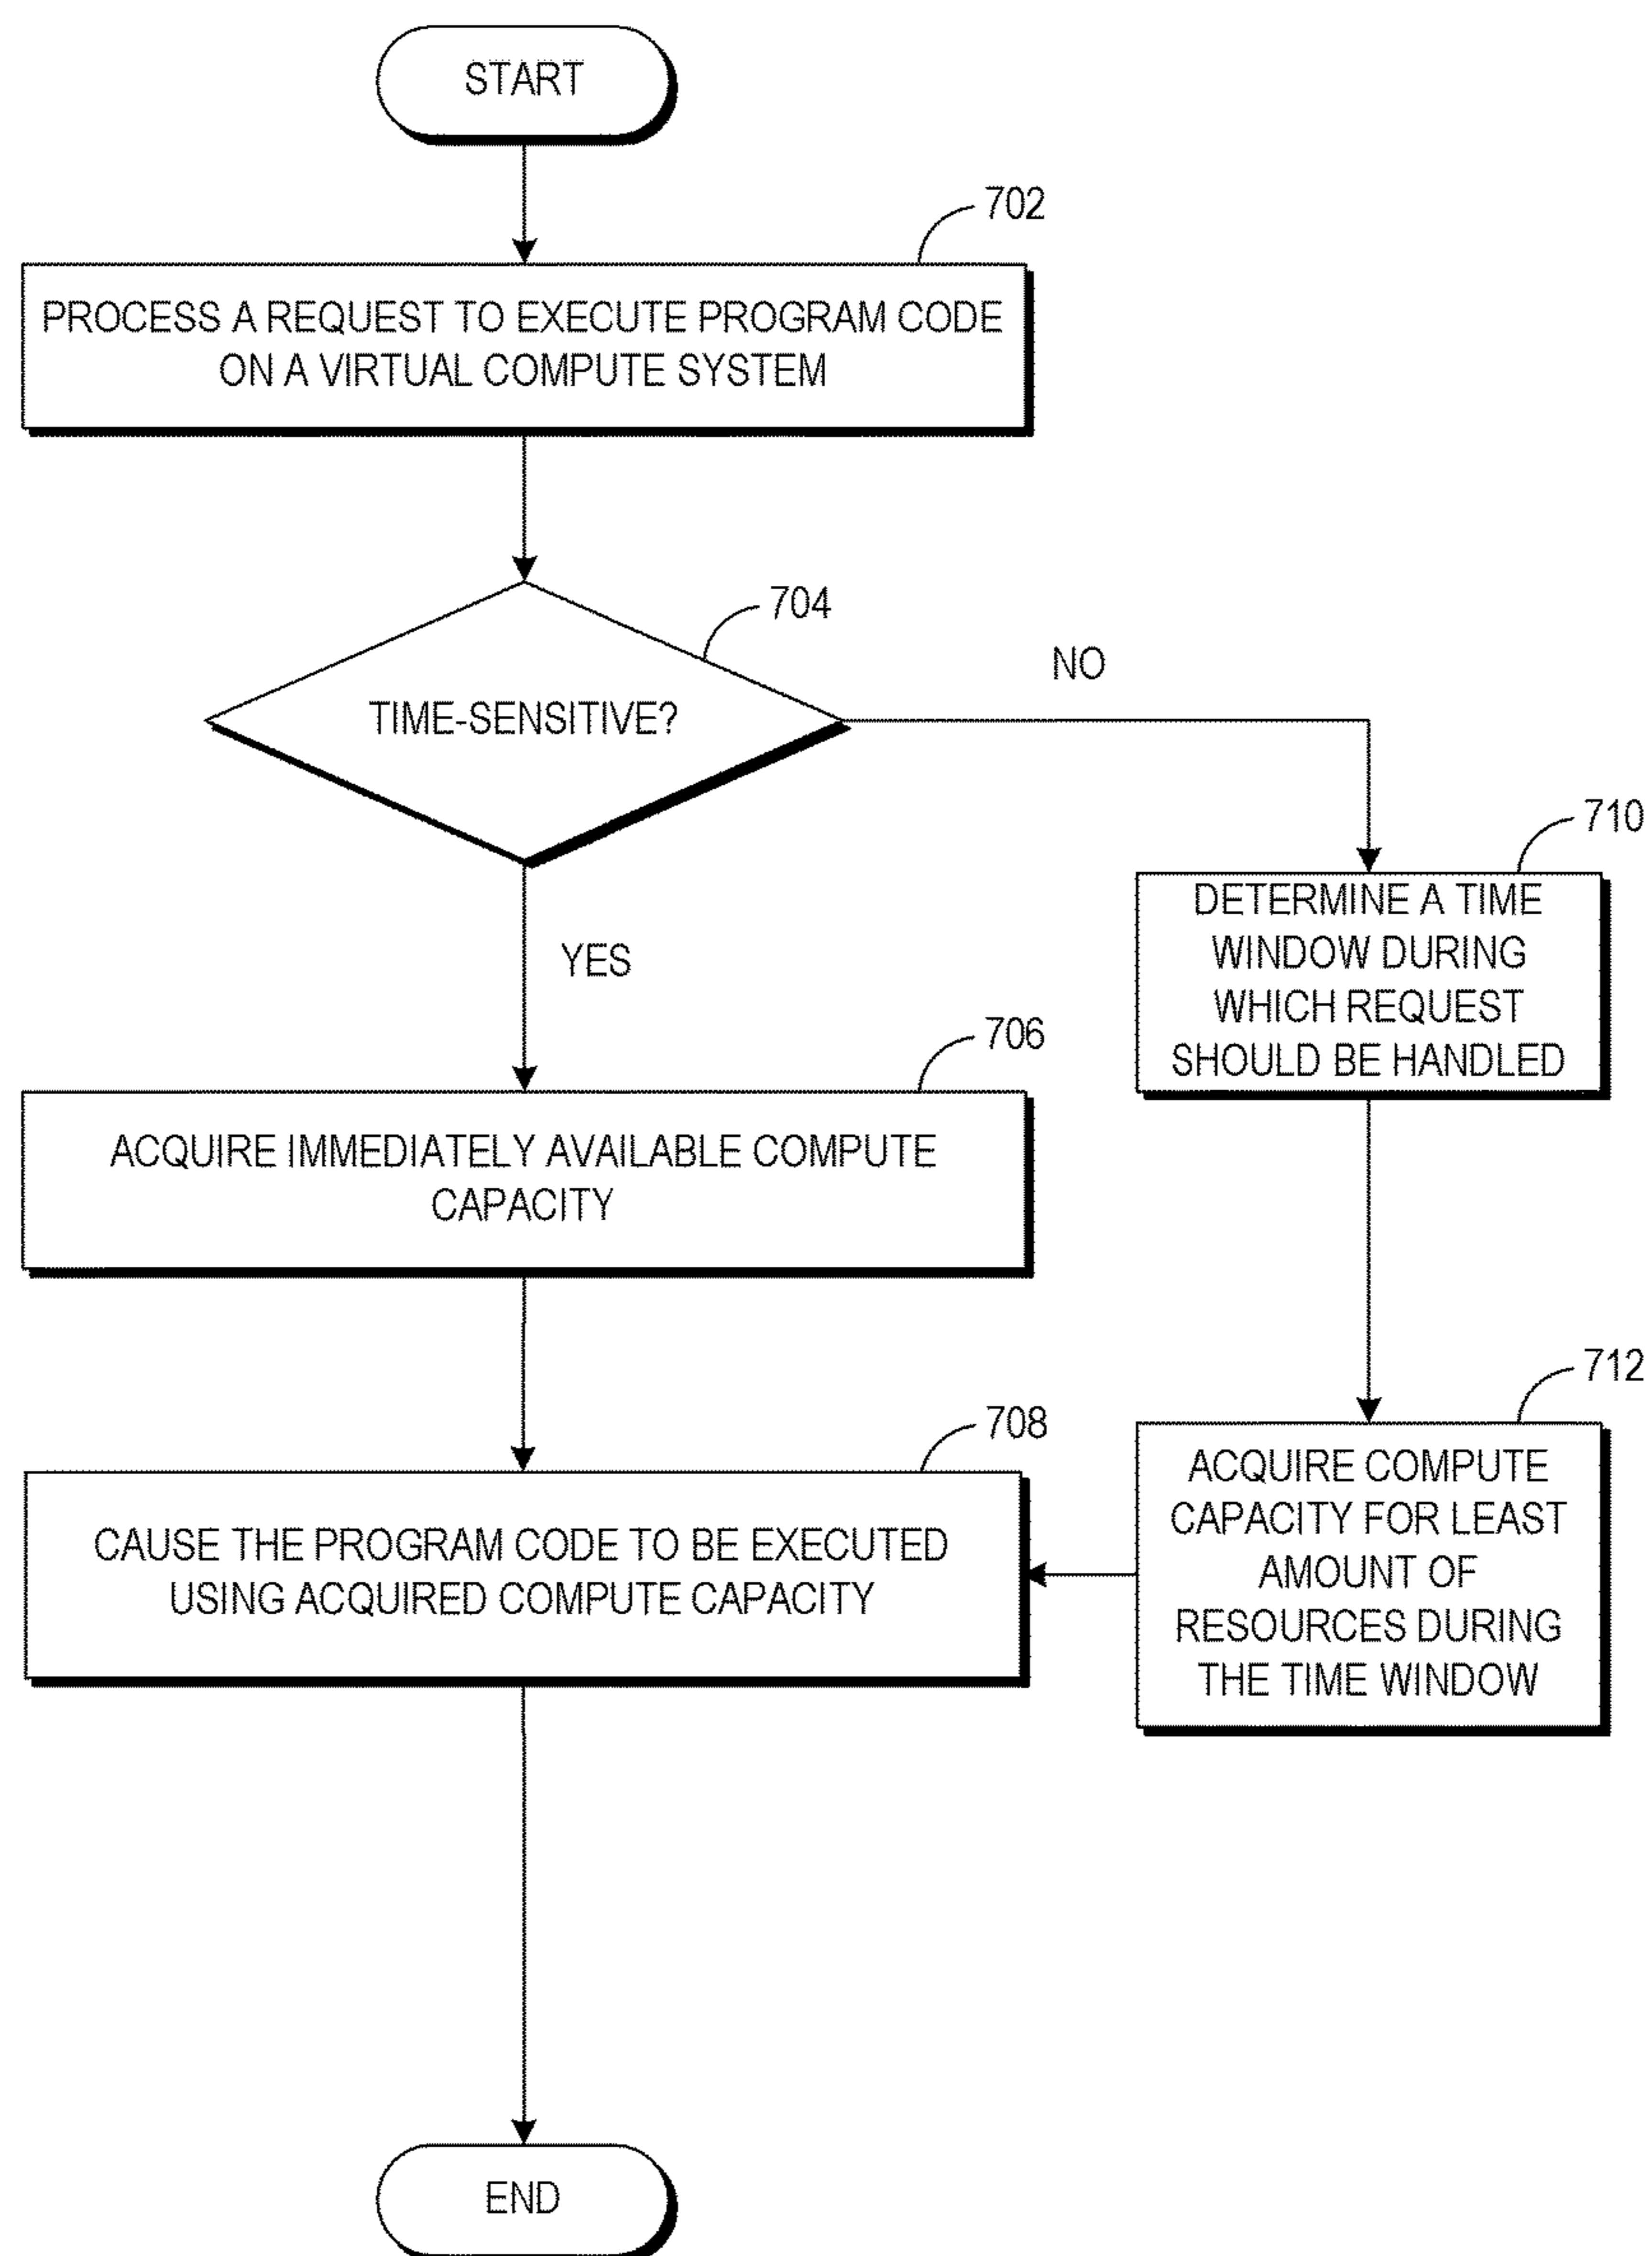 START
702
PROCESS A REQUEST TO EXECUTE PROGRAM CODE
ON A VIRTUAL COMPUTE SYSTEM
704
TIME-SENSITIVE?
NO
YES
710
DETERMINE A TIME
WINDOW DURING
WHICH REQUEST
SHOULD BE HANDLED
706
ACQUIRE IMMEDIATELY AVAILABLE COMPUTE
CAPACITY
712
ACQUIRE COMPUTE
CAPACITY FOR LEAST
AMOUNT OF
RESOURCES DURING
THE TIME WINDOW
708
CAUSE THE PROGRAM CODE TO BE EXECUTED
USING ACQUIRED COMPUTE CAPACITY
END